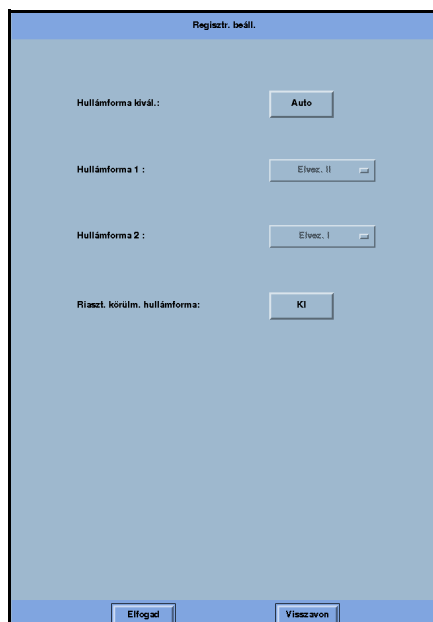 Regisztr. beáll.
Hullámforma kivál.: Auto
Hullámforma 1 : Elvez. II
Hullámforma 2 : Elvez. I
Riaszt. körülm. hullámforma: KI
Elfogad Visszavon